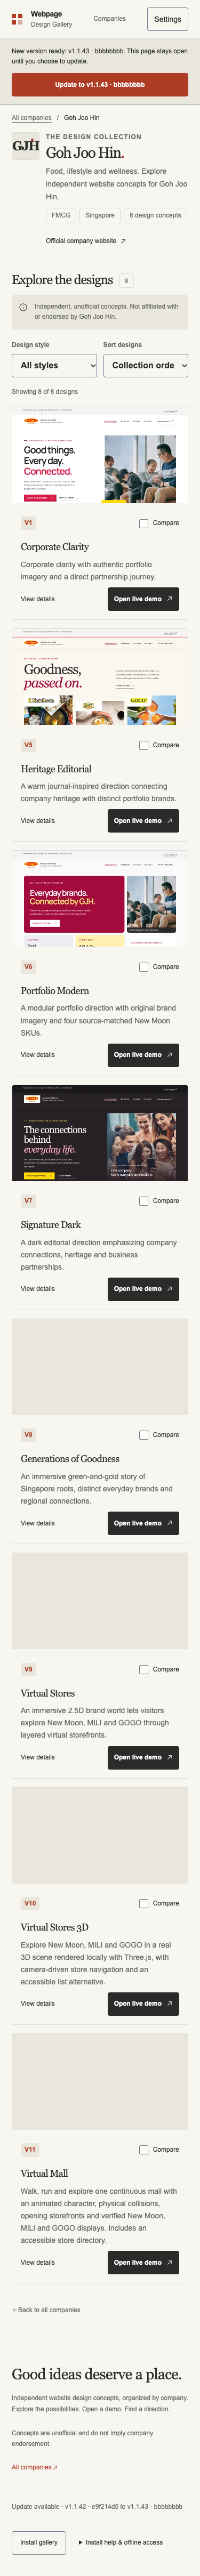 Webpage
Design Gallery
Companies
Settings
New version ready: v1.1.43 · bbbbbbbb. This page stays open
until you choose to update.
Update to v1.1.43 · bbbbbbbb
All companies / Goh Joo Hin
GJH
THE DESIGN COLLECTION
Goh Joo Hin.
Food, lifestyle and wellness. Explore
independent website concepts for Goh Joo
Hin.
FMCG
Singapore
8 design concepts
Official company website ↗
Explore the designs
8
Independent, unofficial concepts. Not affiliated with
or endorsed by Goh Joo Hin.
Design style
Sort designs
All styles
Collection orde
Showing 8 of 8 designs
Good things.
Every day.
Connected.
V1
Compare
Corporate Clarity
Corporate clarity with authentic portfolio
imagery and a direct partnership journey.
View details
Open live demo ↗
Goodness,
passed on.
V5
Compare
Heritage Editorial
A warm journal-inspired direction connecting
company heritage with distinct portfolio brands.
View details
Open live demo ↗
Everyday brands.
Connected by GJH.
V6
Compare
Portfolio Modern
A modular portfolio direction with original brand
imagery and four source-matched New Moon
SKUs.
View details
Open live demo ↗
The connections
behind
everyday life.
V7
Compare
Signature Dark
A dark editorial direction emphasizing company
connections, heritage and business
partnerships.
View details
Open live demo ↗
V8
Compare
Generations of Goodness
An immersive green-and-gold story of
Singapore roots, distinct everyday brands and
regional connections.
View details
Open live demo ↗
V9
Compare
Virtual Stores
An immersive 2.5D brand world lets visitors
explore New Moon, MILI and GOGO through
layered virtual storefronts.
View details
Open live demo ↗
V10
Compare
Virtual Stores 3D
Explore New Moon, MILI and GOGO in a real
3D scene rendered locally with Three.js, with
camera-driven store navigation and an
accessible list alternative.
View details
Open live demo ↗
V11
Compare
Virtual Mall
Walk, run and explore one continuous mall with
an animated character, physical collisions,
opening storefronts and verified New Moon,
MILI and GOGO displays. Includes an
accessible store directory.
View details
Open live demo ↗
← Back to all companies
Good ideas deserve a place.
Independent website design concepts, organized by company.
Explore the possibilities. Open a demo. Find a direction.
Concepts are unofficial and do not imply company
endorsement.
All companies ↗
Update available · v1.1.42 · e9f214d5 to v1.1.43 · bbbbbbbb
Install gallery
▶ Install help & offline access